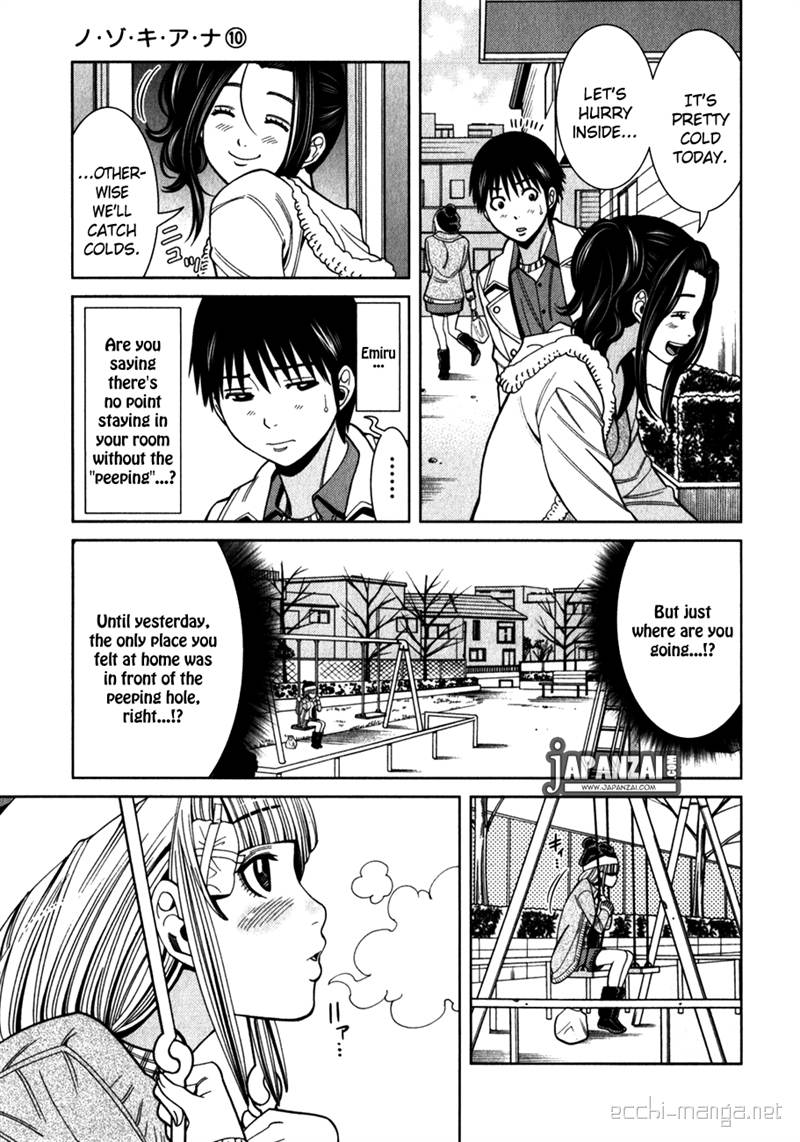 ノ・ゾ・キ・ア・ナ⑩
IT'S
PRETTY
COLD
TODAY.
LET'S
HURRY
INSIDE...
...OTHER-
WISE
WE'LL
CATCH
COLDS.
Emiru
...
Are you
saying
there's
no point
staying in
your room
without the
"peeping"...?
But just
where are you
going...!?
Until yesterday,
the only place you
felt at home was
in front of the
peeping hole,
right...!?
JAPANZAI.COM
WWW.JAPANZAI.COM
キィ…
ハァ…
ecchi-manga.net